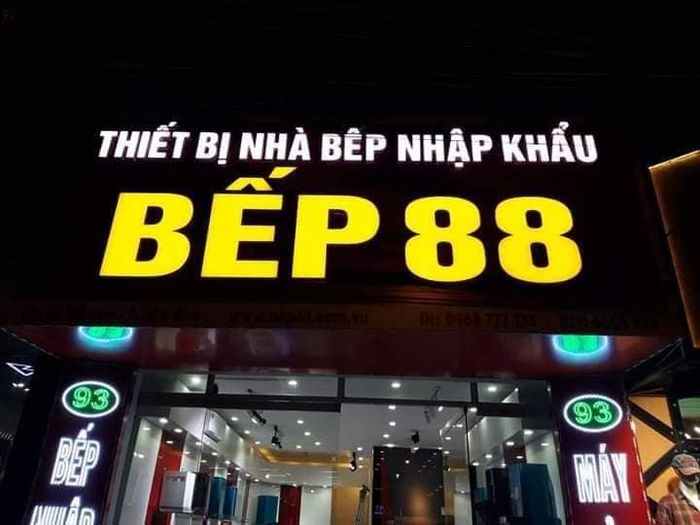 THIẾT BỊ NHÀ BẾP NHẬP KHẨU
BẾP 88
93
BẾP
93
MÁY